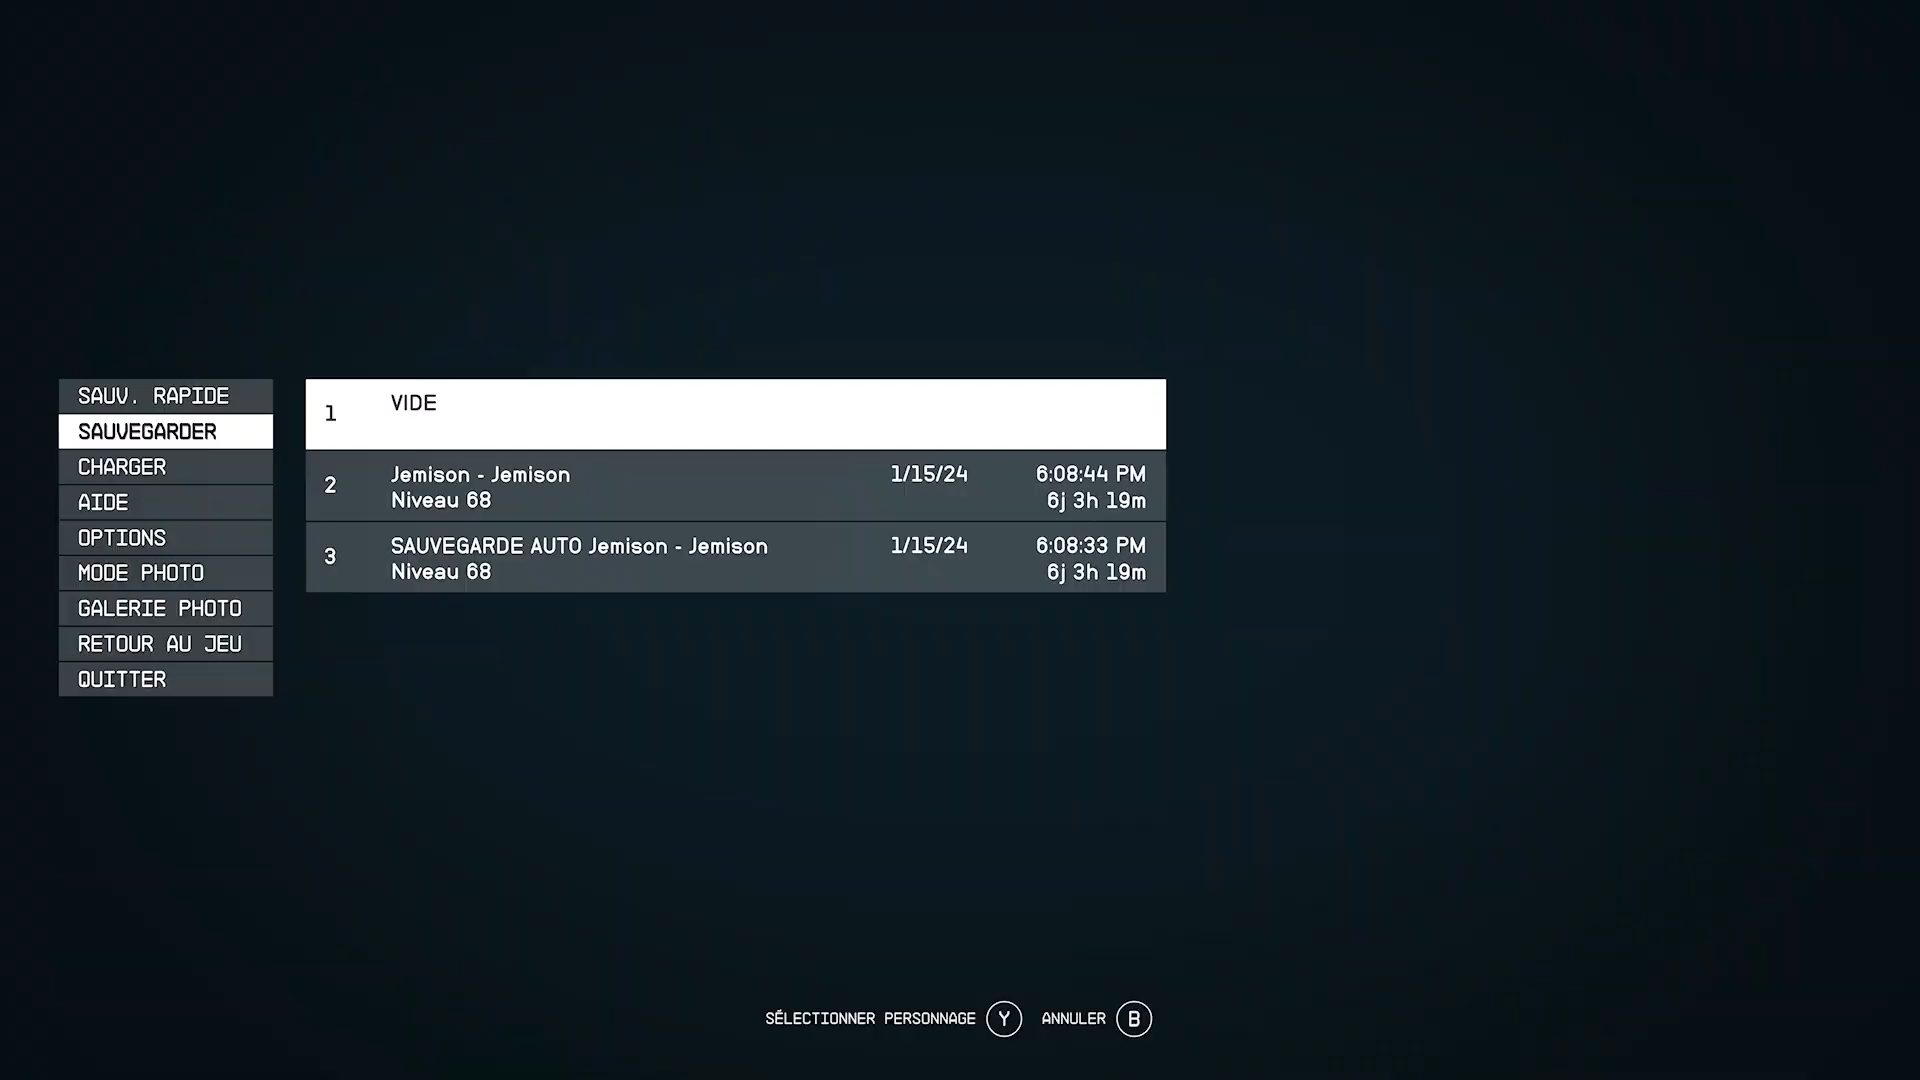 SAUV. RAPIDE
SAUVEGARDER
CHARGER
AIDE
OPTIONS
MODE PHOTO
GALERIE PHOTO
RETOUR AU JEU
QUITTER
1 VIDE
2 Jemison - Jemison 1/15/24 6:08:44 PM
Niveau 68 6j 3h 19m
3 SAUVEGARDE AUTO Jemison - Jemison 1/15/24 6:08:33 PM
Niveau 68 6j 3h 19m
SÉLECTIONNER PERSONNAGE Y ANNULER B